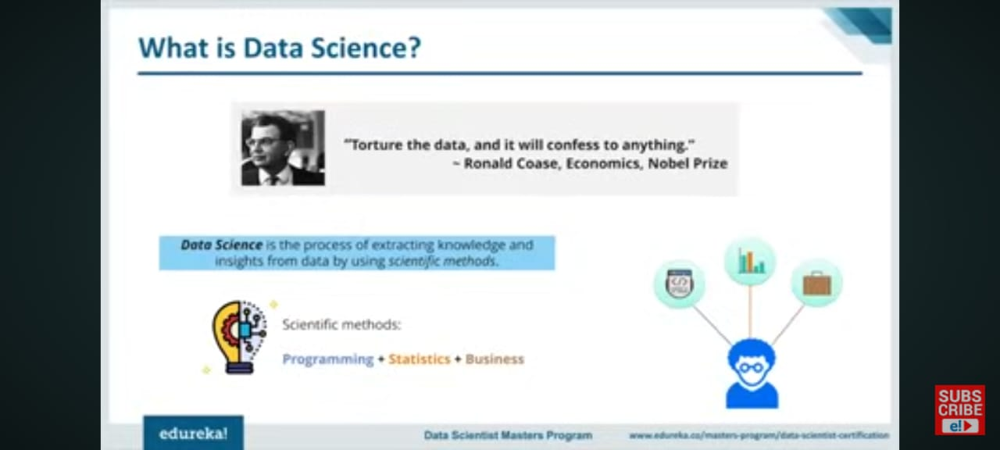 What is Data Science?
“Torture the data, and it will confess to anything.”
~ Ronald Coase, Economics, Nobel Prize
Data Science is the process of extracting knowledge and
insights from data by using scientific methods.
Scientific methods:
Programming + Statistics + Business
edureka!
Data Scientist Masters Program
www.edureka.co/masters-program/data-scientist-certification
SUBS
CRIBE
e!